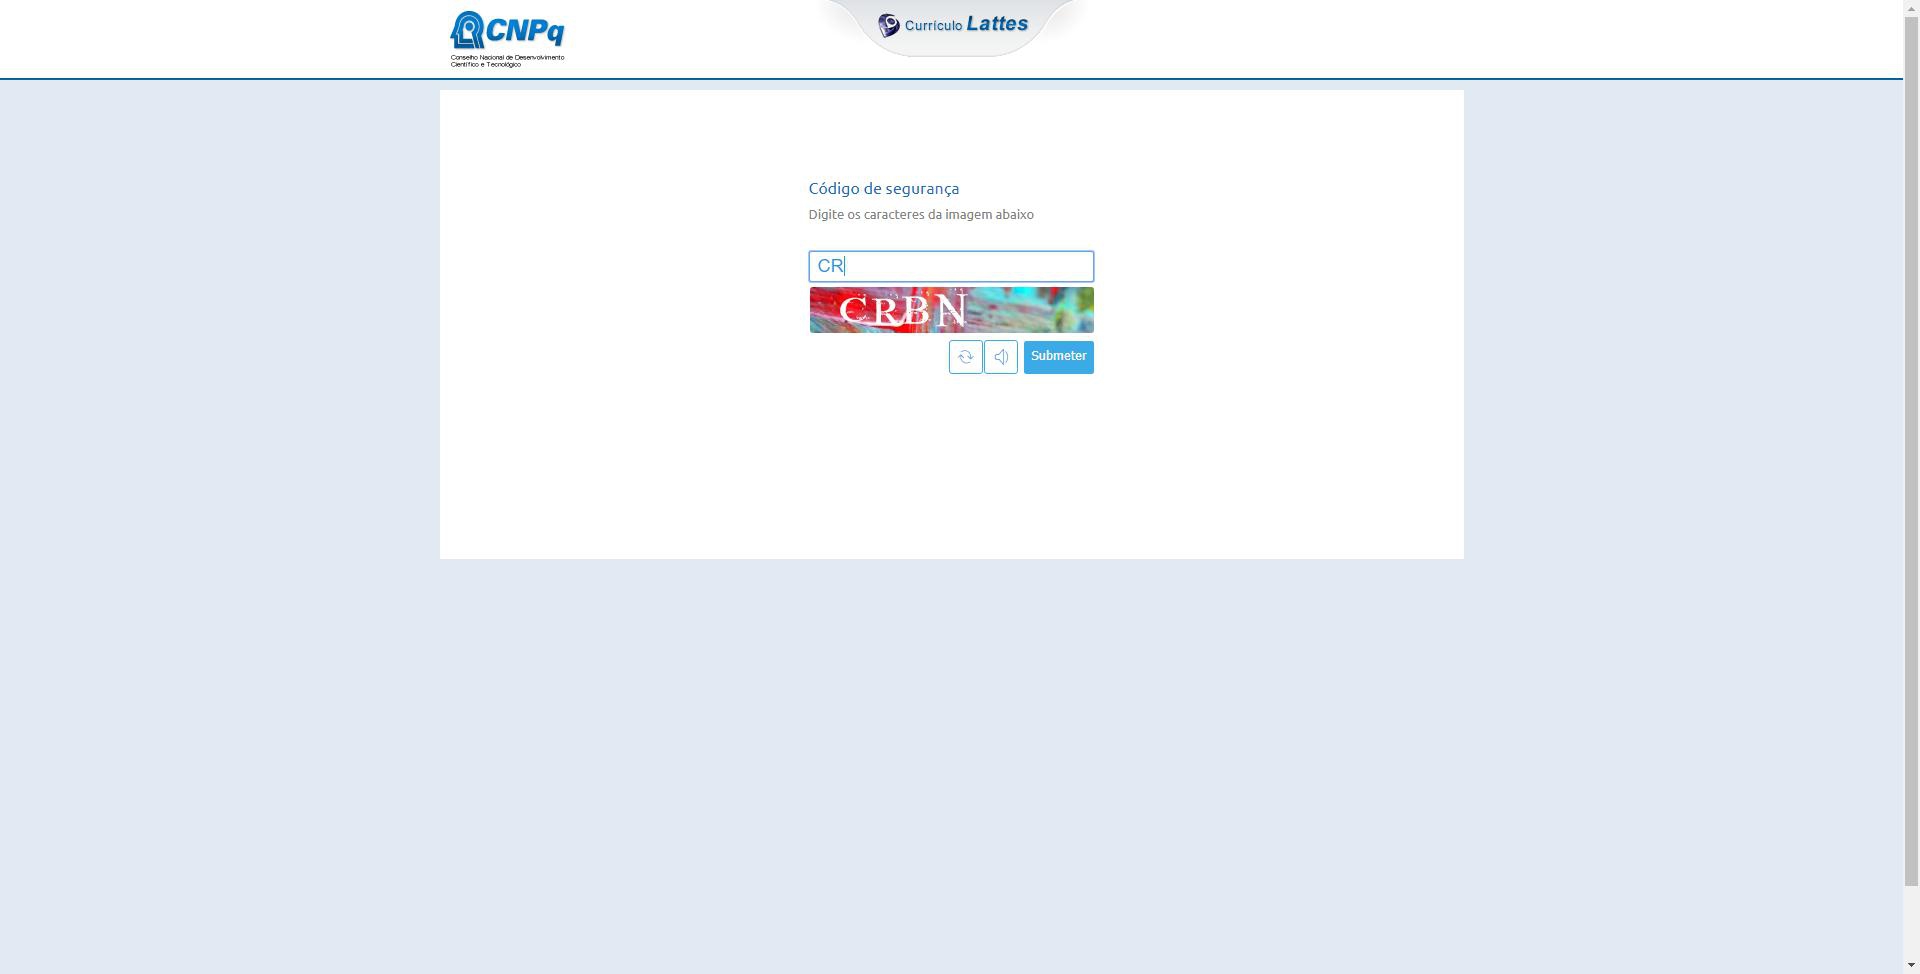 CNPq
Conselho Nacional de Desenvolvimento
Científico e Tecnológico
Currículo Lattes
Código de segurança
Digite os caracteres da imagem abaixo
CR
CRBN
Submeter